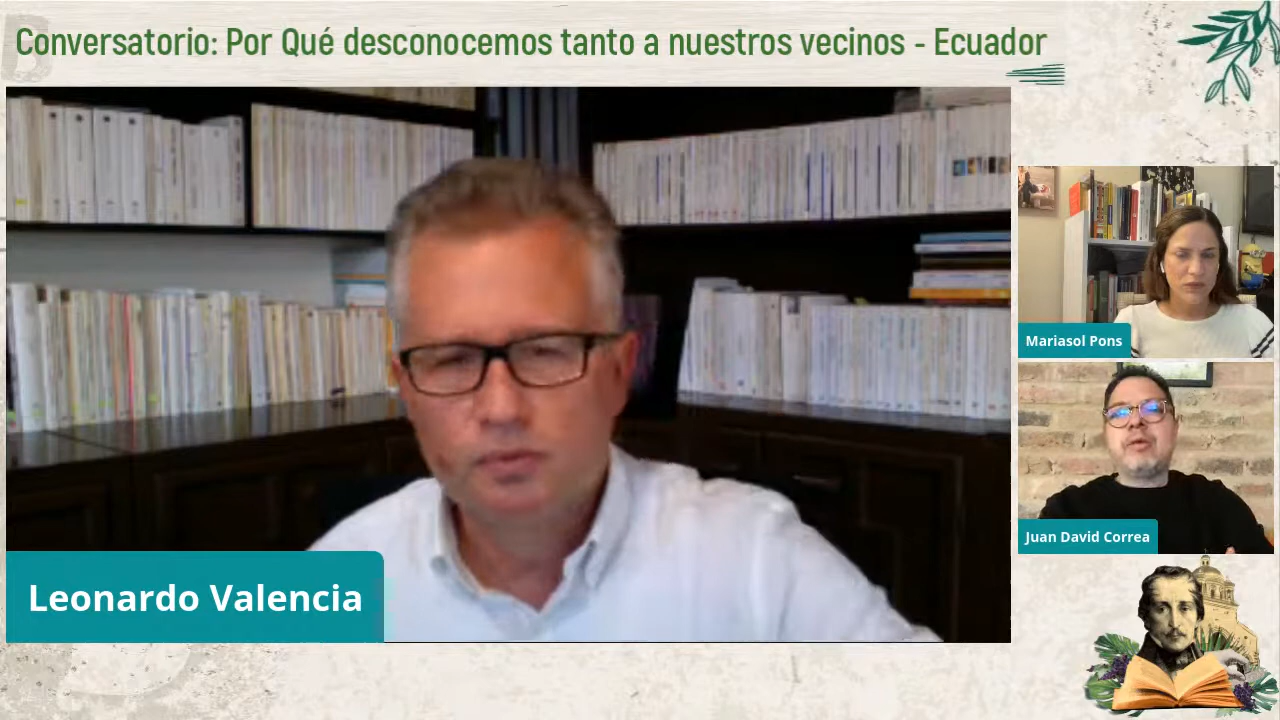 Conversatorio: Por Qué desconocemos tanto a nuestros vecinos - Ecuador
Leonardo Valencia
Mariasol Pons
Juan David Correa